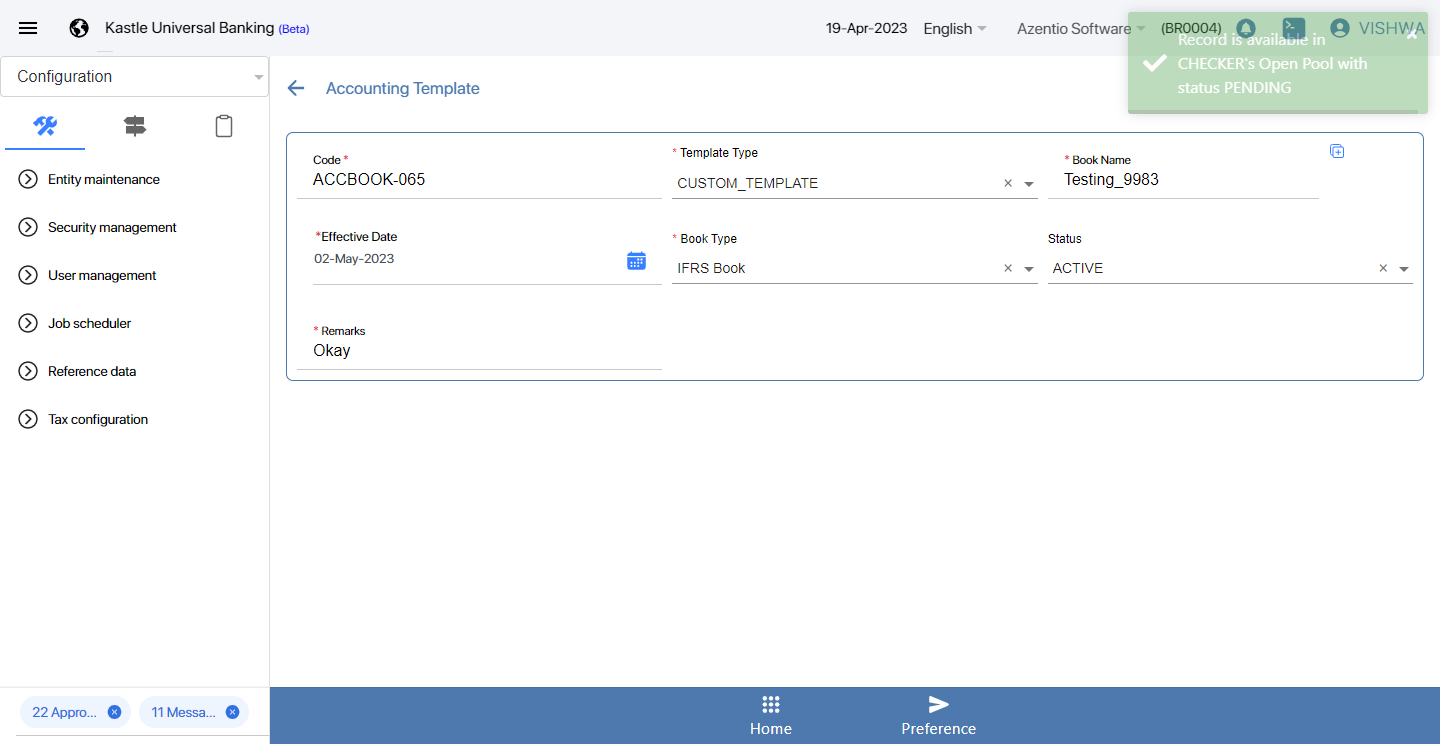 Kastle Universal Banking (Beta)
19-Apr-2023 English Azentio Software (BR0004) VISHWA
Record is available in
CHECKER's Open Pool with
status PENDING
Configuration
Accounting Template
Entity maintenance
Security management
User management
Job scheduler
Reference data
Tax configuration
Code *
ACCBOOK-065
* Template Type
CUSTOM_TEMPLATE
* Book Name
Testing_9983
*Effective Date
02-May-2023
* Book Type
IFRS Book
Status
ACTIVE
* Remarks
Okay
22 Appro...
11 Messa...
Home
Preference